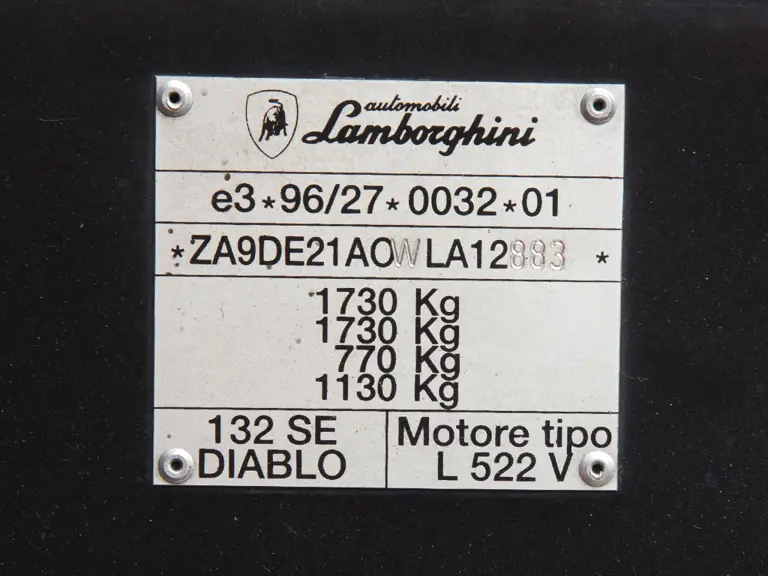 automobili
Lamborghini
e3*96/27*0032*01
*ZA9DE21AOWLA12883 *
1730 Kg
1730 Kg
770 Kg
1130 Kg
132 SE
DIABLO
Motore tipo
L 522 V